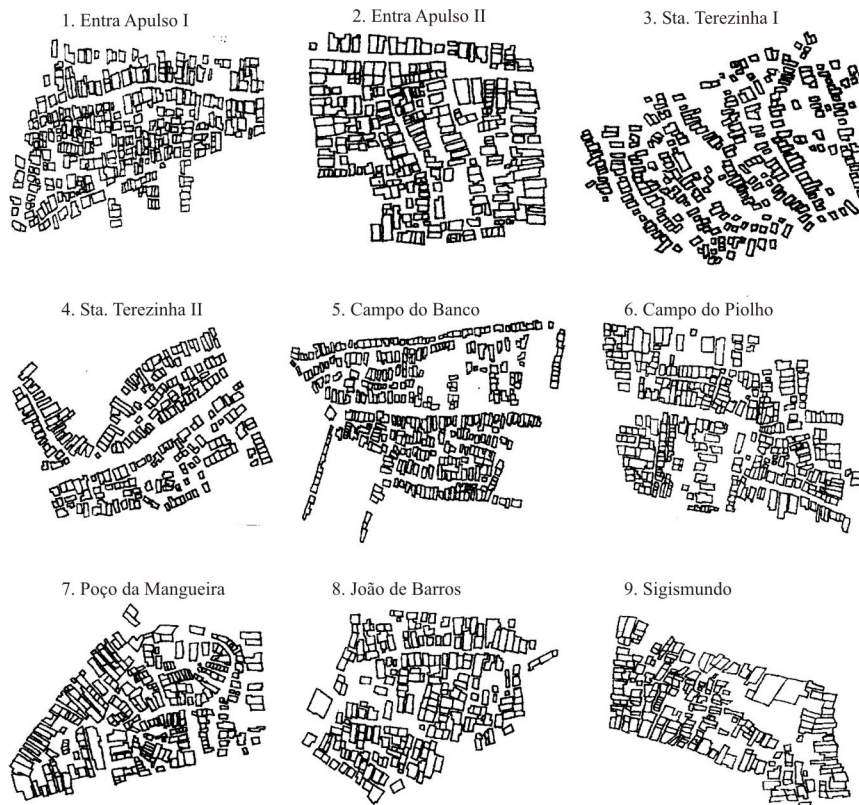 1. Entra Apulso I
2. Entra Apulso II
3. Sta. Terezinha I
4. Sta. Terezinha II
5. Campo do Banco
6. Campo do Piolho
7. Poço da Mangueira
8. João de Barros
9. Sigismundo